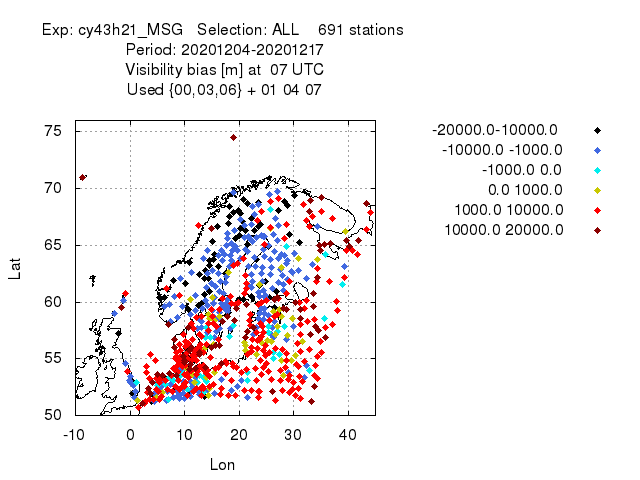 Exp: cy43h21_MSG   Selection: ALL    691 stations
Period: 20201204-20201217
Visibility bias [m] at  07 UTC
Used {00,03,06} + 01 04 07
-20000.0-10000.0
-10000.0 -1000.0
-1000.0 0.0
0.0 1000.0
1000.0 10000.0
10000.0 20000.0
Lat
75
70
65
60
55
50
-10 0 10 20 30 40
Lon